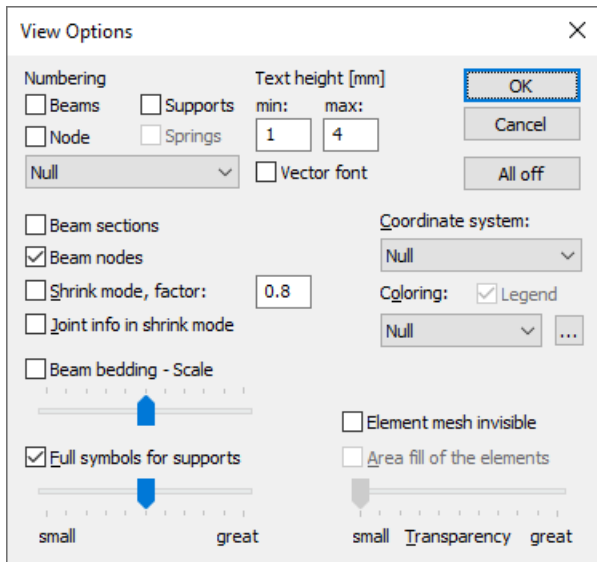 View Options
Numbering
Beams Supports
Node Springs
Null
Text height [mm]
min: max:
1 4
Vector font
OK
Cancel
All off
Beam sections
Beam nodes
Shrink mode, factor: 0.8
Joint info in shrink mode
Coordinate system:
Null
Coloring: Legend
Null ...
Beam bedding - Scale
Full symbols for supports
small great
Element mesh invisible
Area fill of the elements
small Transparency great